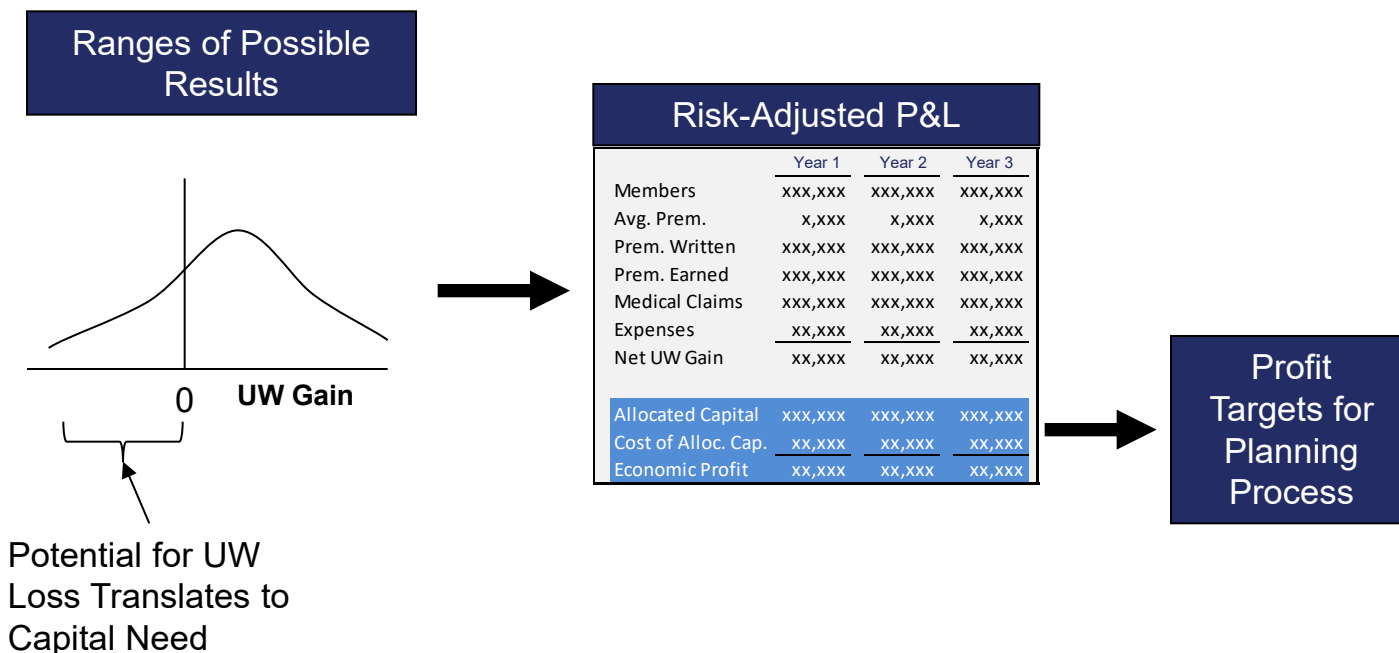 Ranges of Possible
Results
0 UW Gain
Potential for UW
Loss Translates to
Capital Need
Risk-Adjusted P&L
Year 1 Year 2 Year 3
Members xxx,xxx xxx,xxx xxx,xxx
Avg. Prem. x,xxx x,xxx x,xxx
Prem. Written xxx,xxx xxx,xxx xxx,xxx
Prem. Earned xxx,xxx xxx,xxx xxx,xxx
Medical Claims xxx,xxx xxx,xxx xxx,xxx
Expenses xx,xxx xx,xxx xx,xxx
Net UW Gain xx,xxx xx,xxx xx,xxx
Allocated Capital xxx,xxx xxx,xxx xxx,xxx
Cost of Alloc. Cap. xx,xxx xx,xxx xx,xxx
Economic Profit xx,xxx xx,xxx xx,xxx
Profit
Targets for
Planning
Process